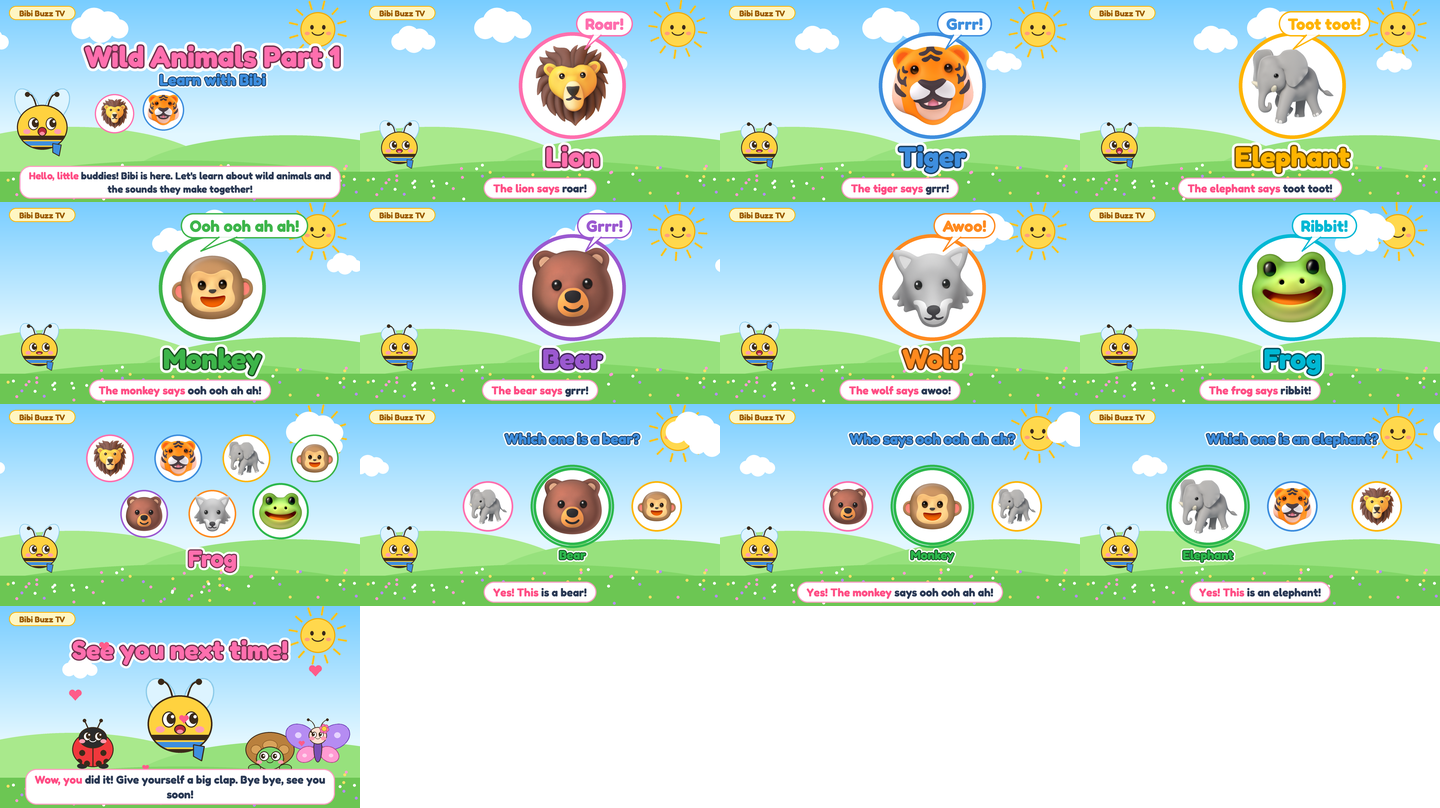 Bibi Buzz TV
Wild Animals Part 1
Learn with Bibi
Hello, little buddies! Bibi is here. Let's learn about wild animals and
the sounds they make together!
Bibi Buzz TV
Roar!
Lion
The lion says roar!
Bibi Buzz TV
Grrr!
Tiger
The tiger says grrr!
Bibi Buzz TV
Toot toot!
Elephant
The elephant says toot toot!
Bibi Buzz TV
Ooh ooh ah ah!
Monkey
The monkey says ooh ooh ah ah!
Bibi Buzz TV
Grrr!
Bear
The bear says grrr!
Bibi Buzz TV
Awoo!
Wolf
The wolf says awoo!
Bibi Buzz TV
Ribbit!
Frog
The frog says ribbit!
Bibi Buzz TV
Frog
Bibi Buzz TV
Which one is a bear?
Bear
Yes! This is a bear!
Bibi Buzz TV
Who says ooh ooh ah ah?
Monkey
Yes! The monkey says ooh ooh ah ah!
Bibi Buzz TV
Which one is an elephant?
Elephant
Yes! This is an elephant!
Bibi Buzz TV
See you next time!
Wow, you did it! Give yourself a big clap. Bye bye, see you
soon!